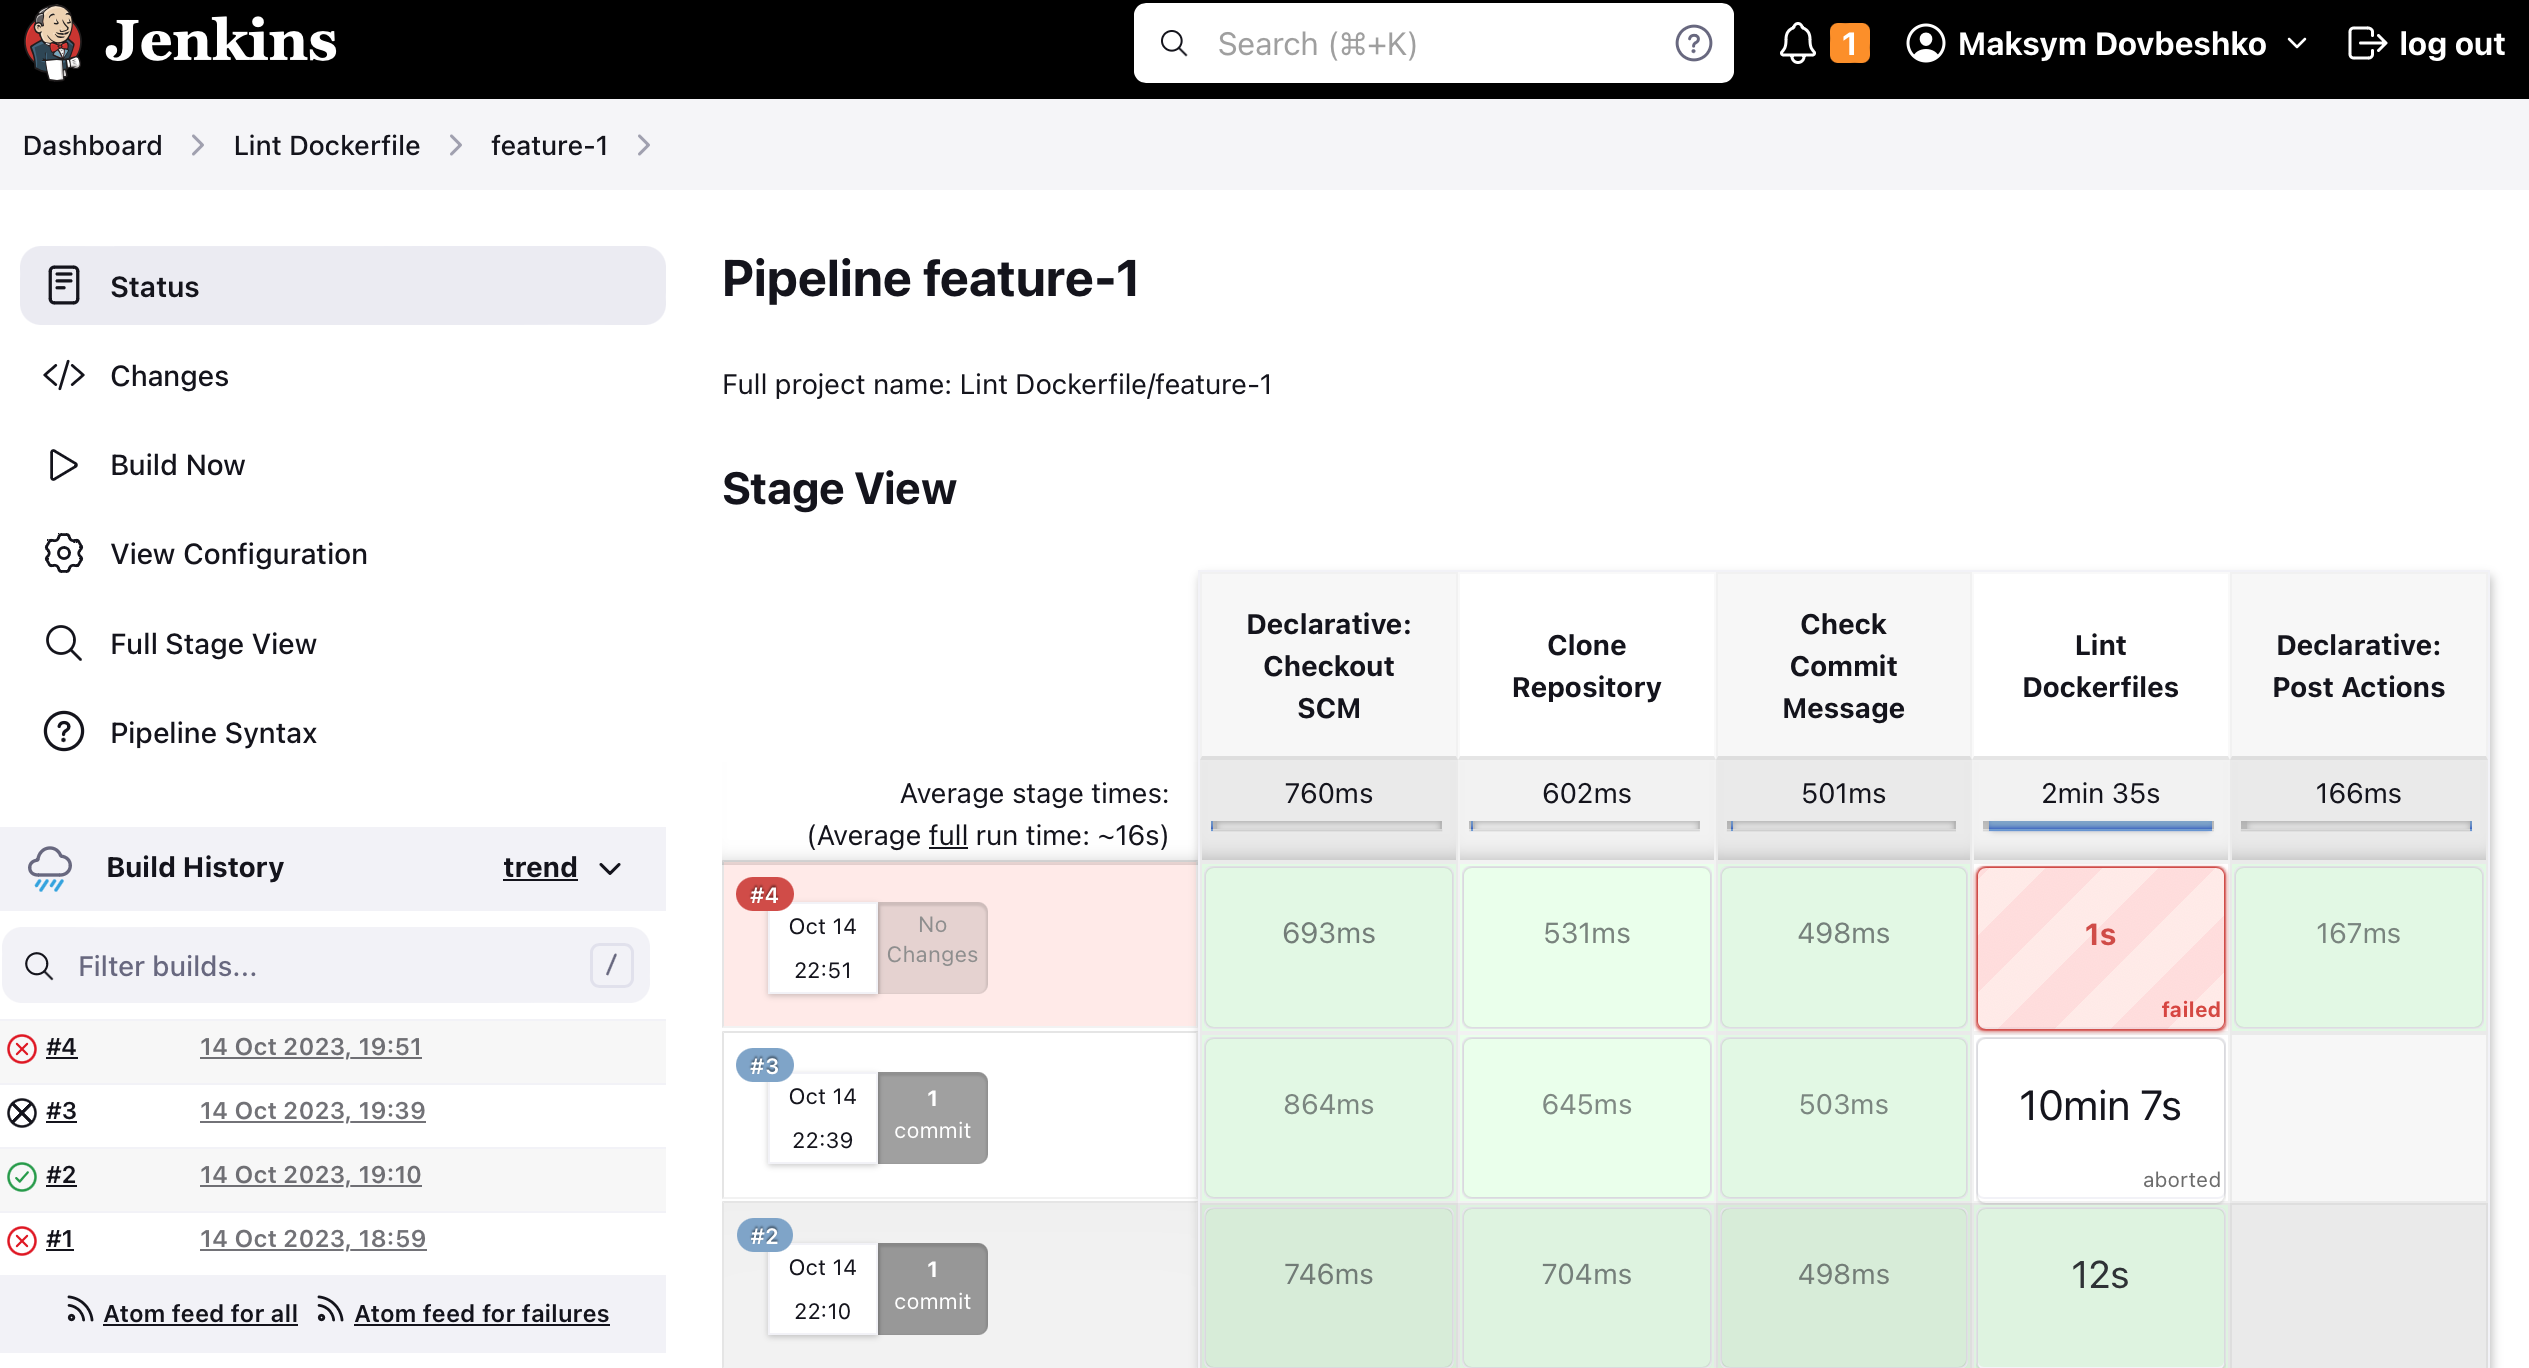 Jenkins
Search (⌘+K)
?
1
Maksym Dovbeshko
log out
Dashboard
Lint Dockerfile
feature-1
Status
Changes
Build Now
View Configuration
Full Stage View
Pipeline Syntax
Build History
trend
Filter builds...
/
#4
14 Oct 2023, 19:51
#3
14 Oct 2023, 19:39
#2
14 Oct 2023, 19:10
#1
14 Oct 2023, 18:59
Atom feed for all
Atom feed for failures
Pipeline feature-1
Full project name: Lint Dockerfile/feature-1
Stage View
Declarative:
Checkout
SCM
Clone
Repository
Check
Commit
Message
Lint
Dockerfiles
Declarative:
Post Actions
Average stage times:
(Average full run time: ~16s)
760ms
602ms
501ms
2min 35s
166ms
#4
Oct 14
22:51
No
Changes
693ms
531ms
498ms
1s
failed
167ms
#3
Oct 14
22:39
1
commit
864ms
645ms
503ms
10min 7s
aborted
#2
Oct 14
22:10
1
commit
746ms
704ms
498ms
12s